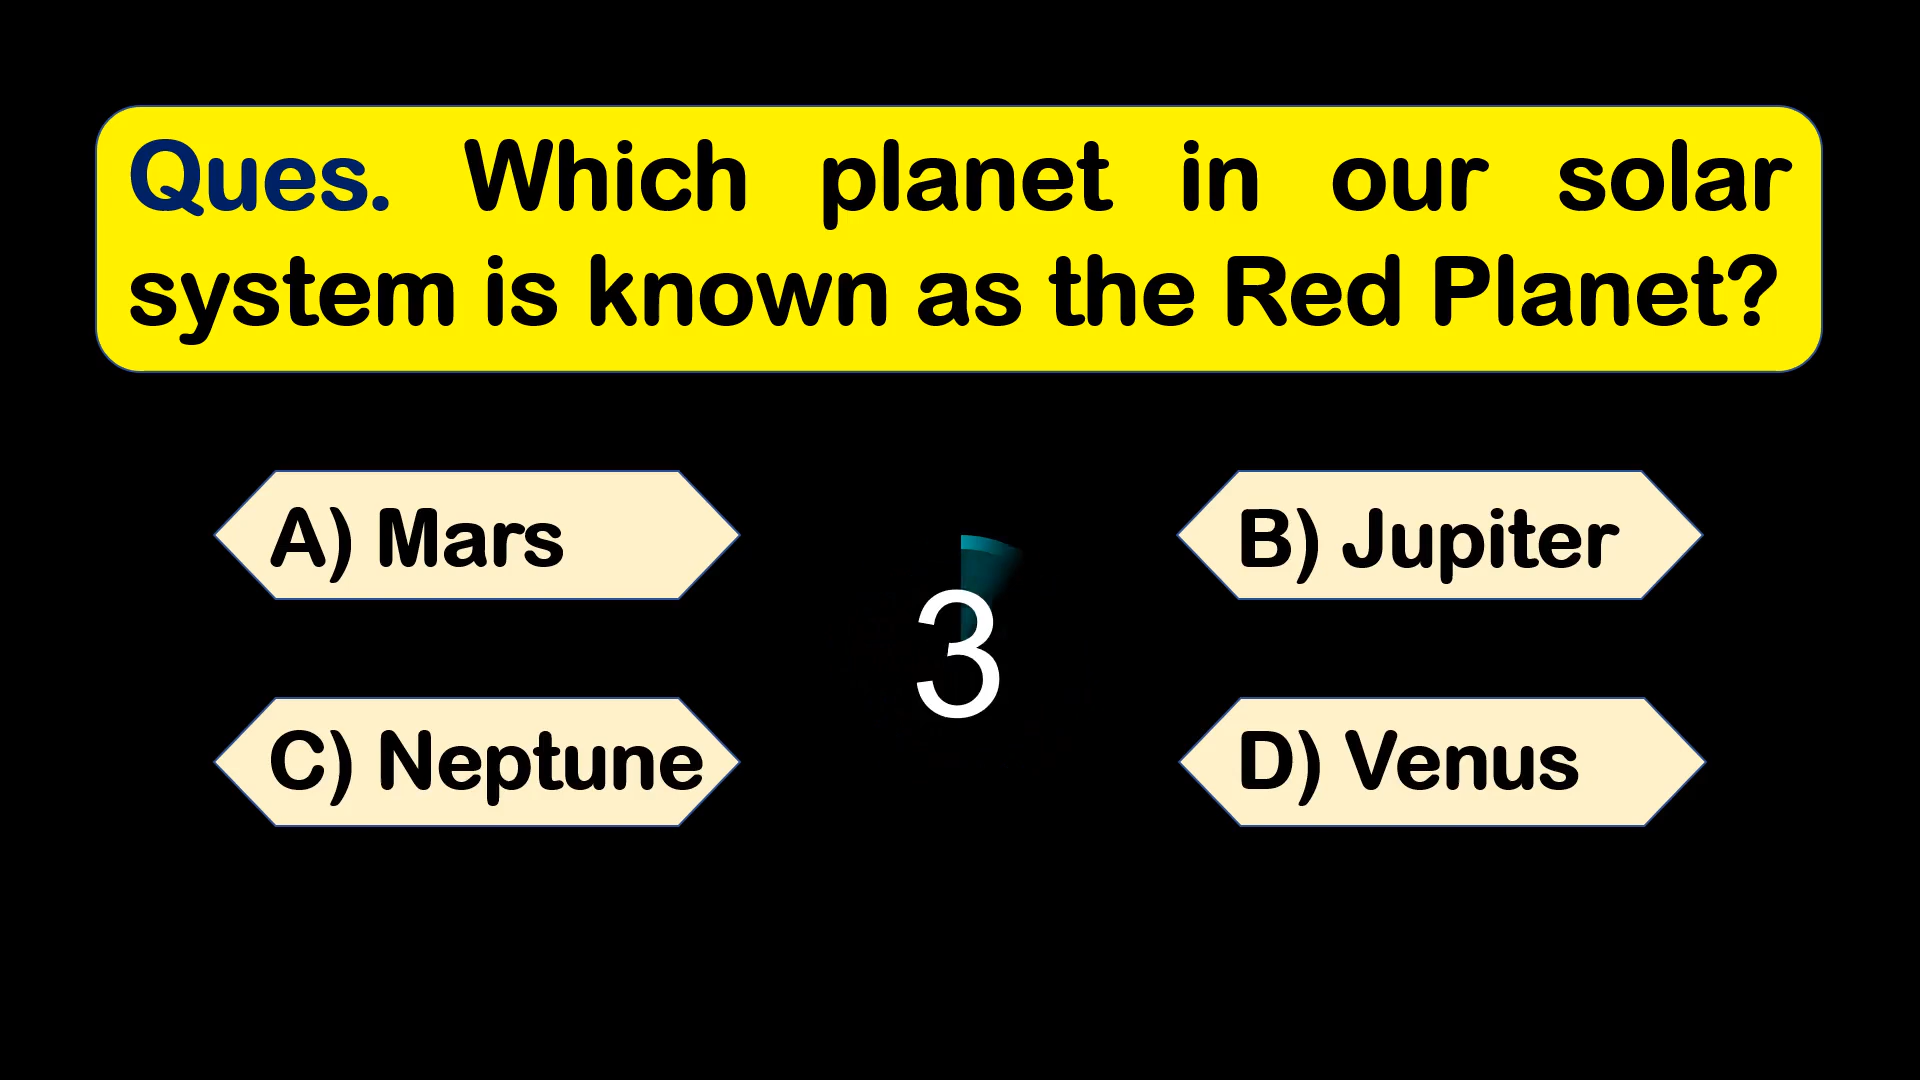 Ques. Which planet in our solar
system is known as the Red Planet?
A) Mars
B) Jupiter
3
C) Neptune
D) Venus